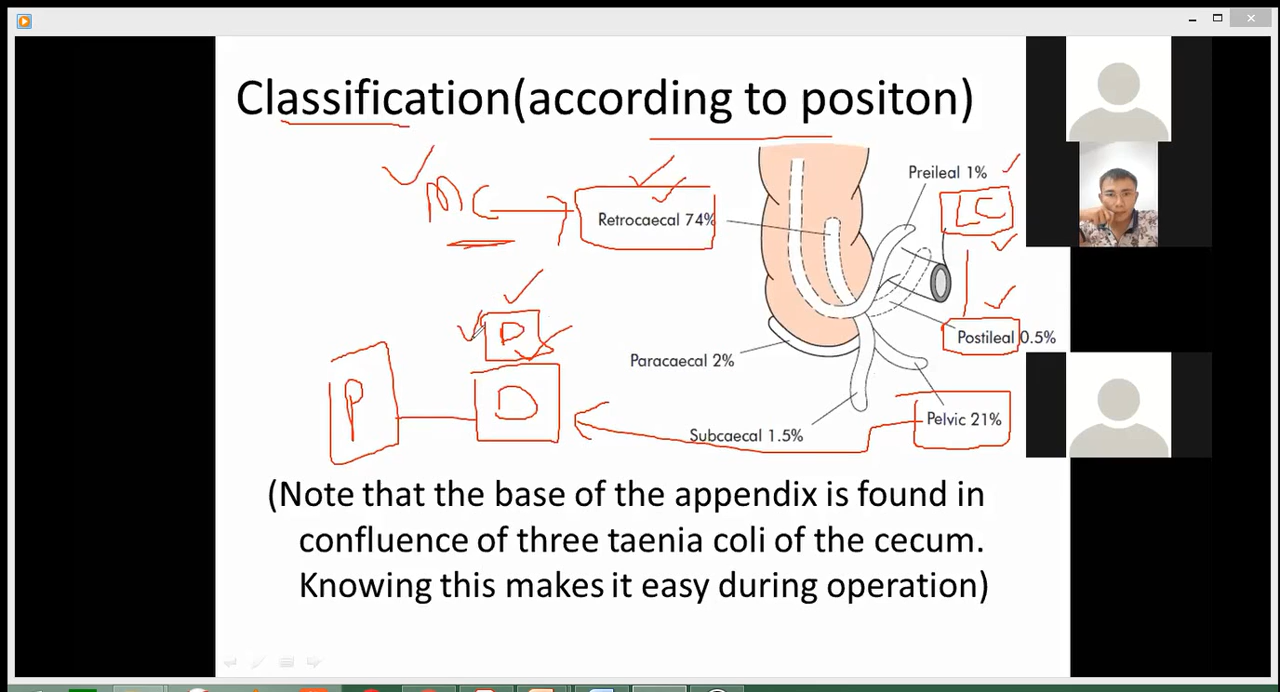 Classification(according to positon)
MC
Retrocaecal 74%
Preileal 1%
LC
D
Postileal 0.5%
Paracaecal 2%
P
D
Pelvic 21%
Subcaecal 1.5%
(Note that the base of the appendix is found in
confluence of three taenia coli of the cecum.
Knowing this makes it easy during operation)